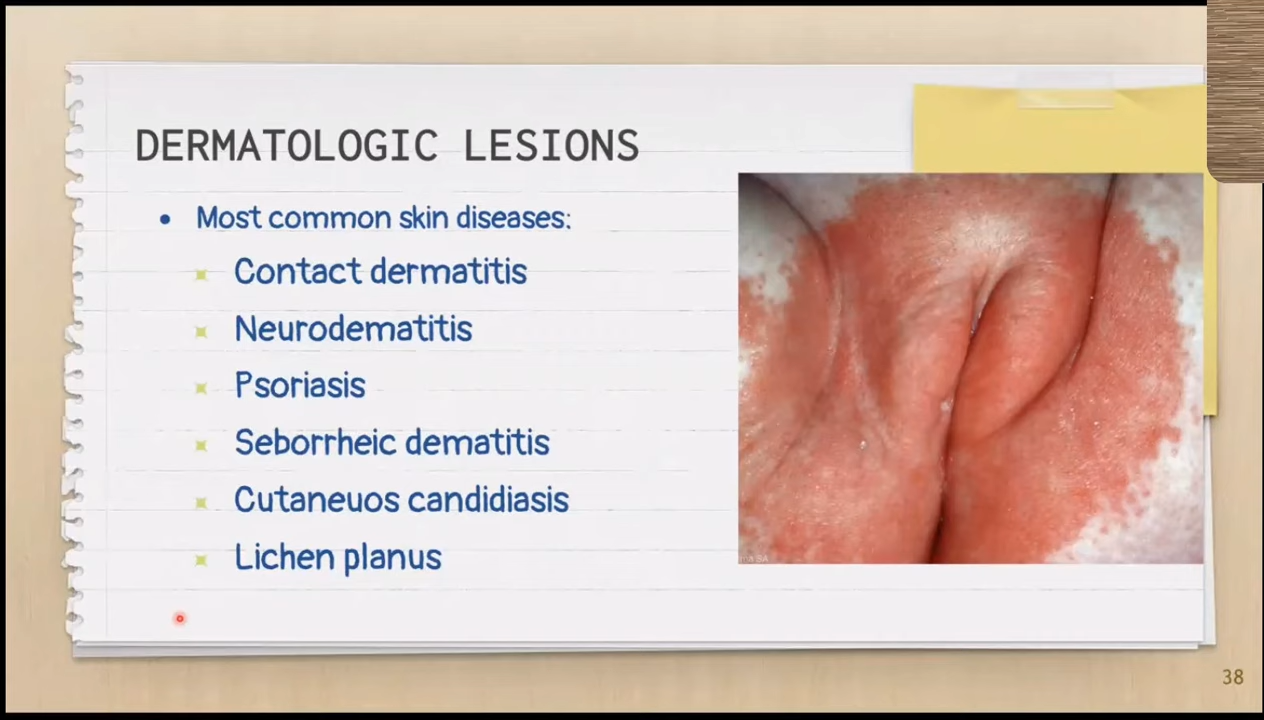 DERMATOLOGIC LESIONS
Most common skin diseases:
Contact dermatitis
Neurodematitis
Psoriasis
Seborrheic dematitis
Cutaneuos candidiasis
Lichen planus
38